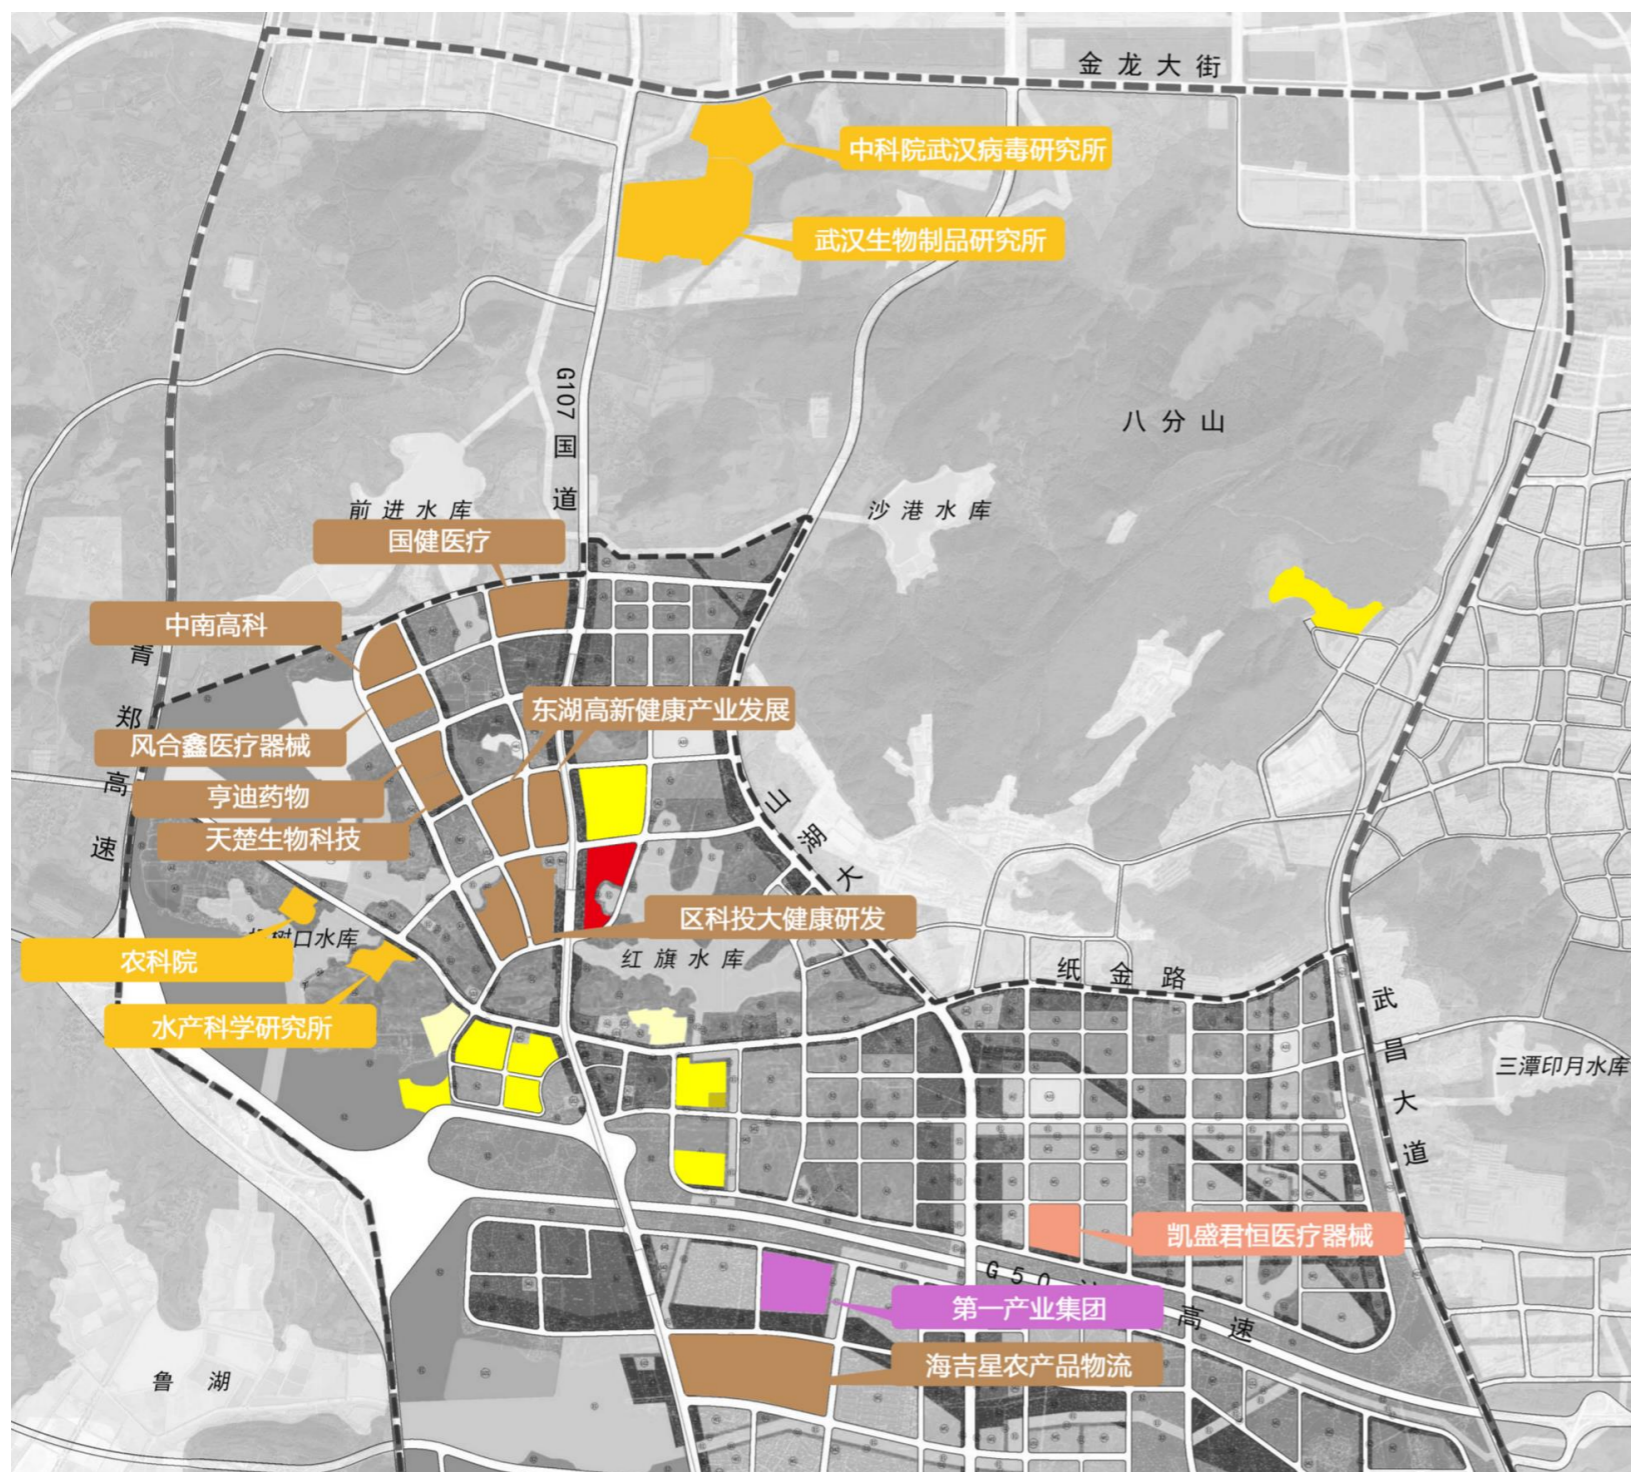 金龙大街
中科院武汉病毒研究所
武汉生物制品研究所
G107国道
八分山
前进水库
沙港水库
国健医疗
中南高科
青郑高速
东湖高新健康产业发展
风合鑫医疗器械
亨迪药物
天楚生物科技
山湖大
区科投大健康研发
农科院
树口水库
红旗水库
水产科学研究所
纸金路
武昌大道
三潭印月水库
凯盛君恒医疗器械
G50
高速
第一产业集团
海吉星农产品物流
鲁湖